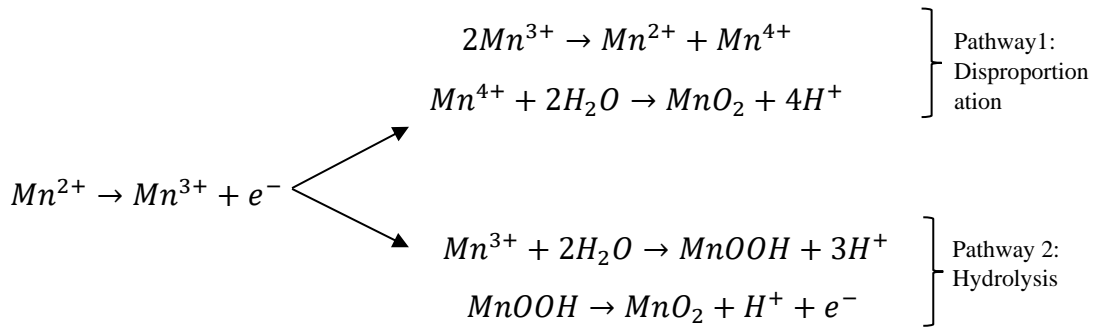 2Mn³⁺ → Mn²⁺ + Mn⁴⁺
Mn⁴⁺ + 2H₂O → MnO₂ + 4H⁺
Pathway1:
Disproportion
ation
Mn²⁺ → Mn³⁺ + e⁻
Mn³⁺ + 2H₂O → MnOOH + 3H⁺
MnOOH → MnO₂ + H⁺ + e⁻
Pathway 2:
Hydrolysis